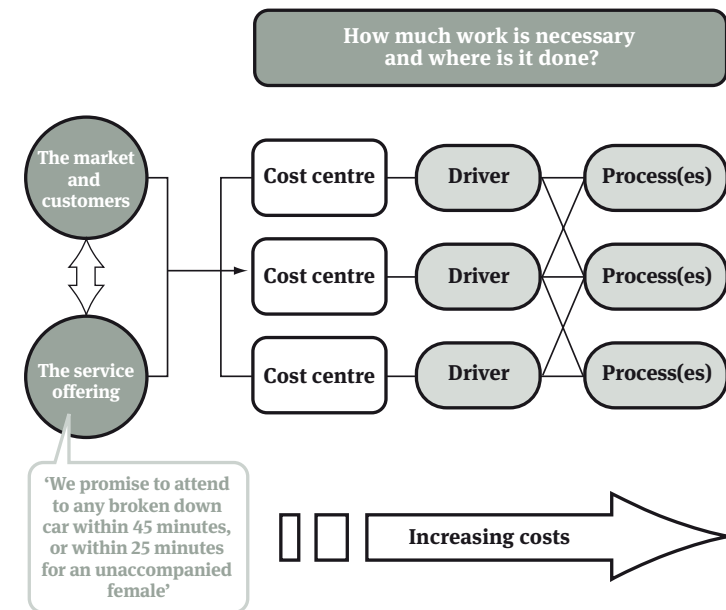 How much work is necessary
and where is it done?
The market
and
customers
Cost centre
Driver
Process(es)
Cost centre
Driver
Process(es)
The service
offering
Cost centre
Driver
Process(es)
‘We promise to attend
to any broken down
car within 45 minutes,
or within 25 minutes
for an unaccompanied
female’
Increasing costs